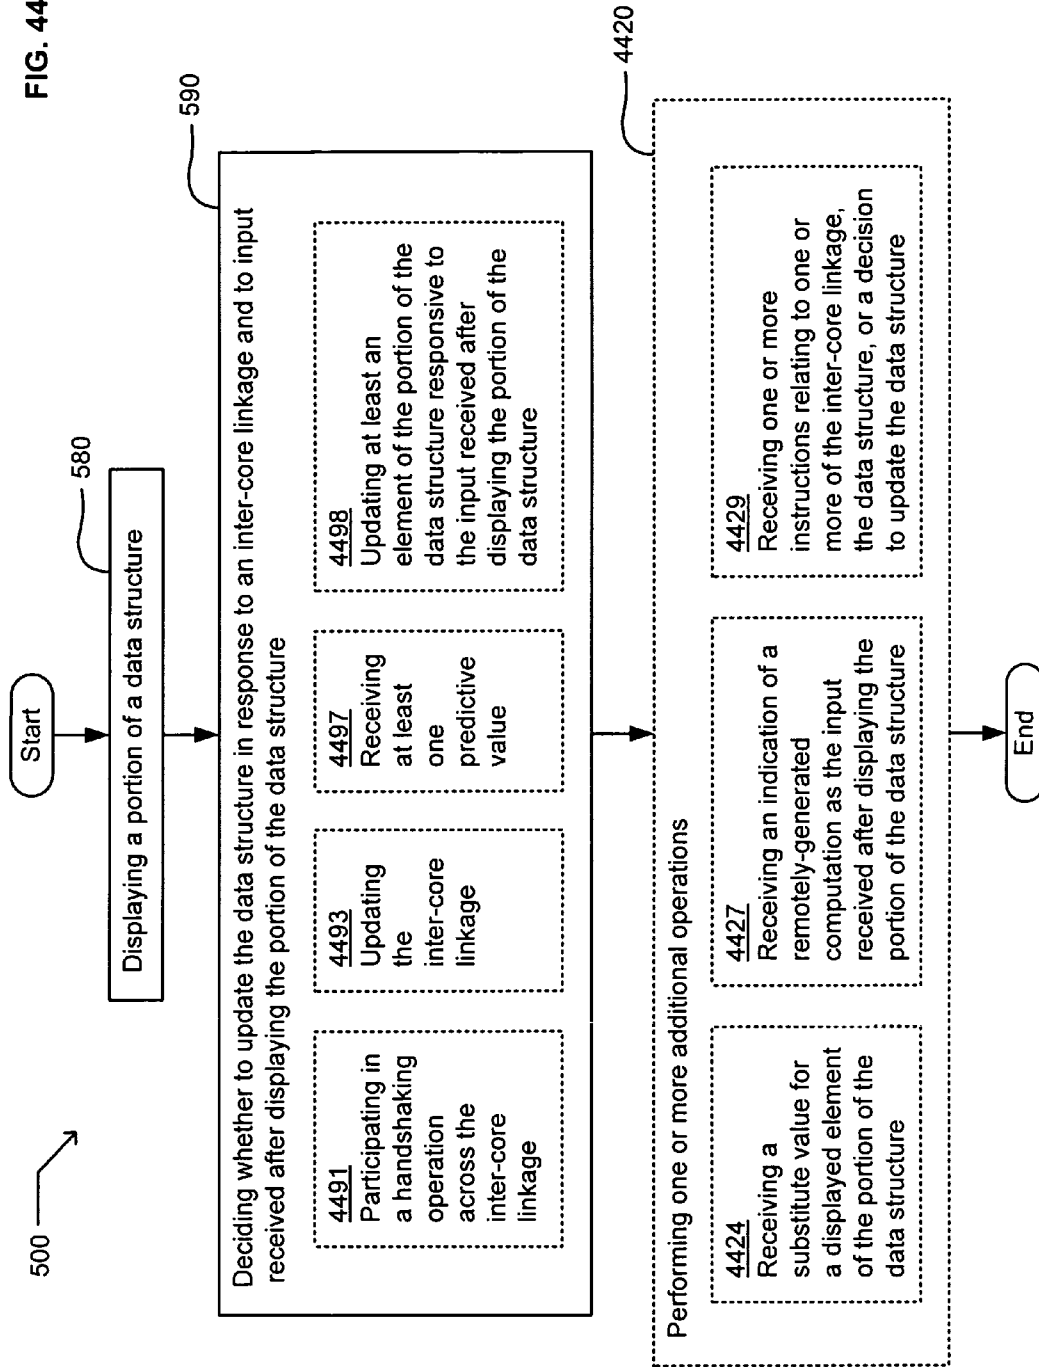 FIG. 44
500
Start
580
Displaying a portion of a data structure
590
Deciding whether to update the data structure in response to an inter-core linkage and to input
received after displaying the portion of the data structure
4491
Participating in
a handshaking
operation
across the
inter-core
linkage
4493
Updating
the
inter-core
linkage
4497
Receiving
at least
one
predictive
value
4498
Updating at least an
element of the portion of the
data structure responsive to
the input received after
displaying the portion of the
data structure
4420
Performing one or more additional operations
4424
Receiving a
substitute value for
a displayed element
of the portion of the
data structure
4427
Receiving an indication of a
remotely-generated
computation as the input
received after displaying the
portion of the data structure
4429
Receiving one or more
instructions relating to one or
more of the inter-core linkage,
the data structure, or a decision
to update the data structure
End